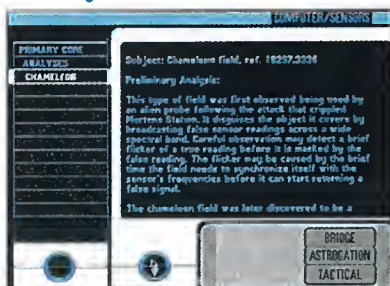 COMPUTER/SENSORS
PRIMARY CORE
ANALYSES
CHAMELEON
Subject: Chameleon field, ref. 18297.3326
Preliminary Analysis:
This type of field was first observed being used by
an alien probe following the attack that crippled
Mertens Station. It disguises the object it covers by
broadcasting false sensor readings across a wide
spectral band. Careful observation may detect a brief
flicker of a true reading before it is masked by the
false reading. The flicker may be caused by the brief
time the field needs to synchronize itself with the
sensor's frequencies before it can start returning a
false signal.
The chameleon field was later discovered to be a
BRIDGE
ASTROGATION
TACTICAL